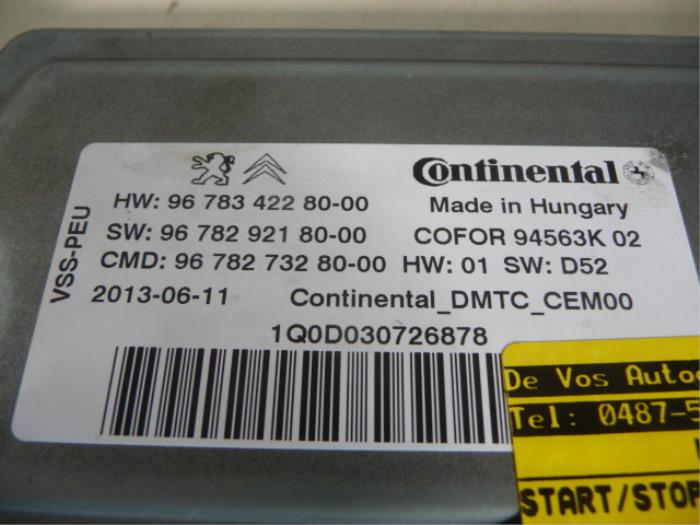 Continental
HW: 96 783 422 80-00
Made in Hungary
SW: 96 782 921 80-00
COFOR 94563K 02
CMD: 96 782 732 80-00 HW: 01 SW: D52
2013-06-11 Continental_DMTC_CEM00
1Q0D030726878
VSS-PEU
De Vos Autod
Tel: 0487-5
START/STOP